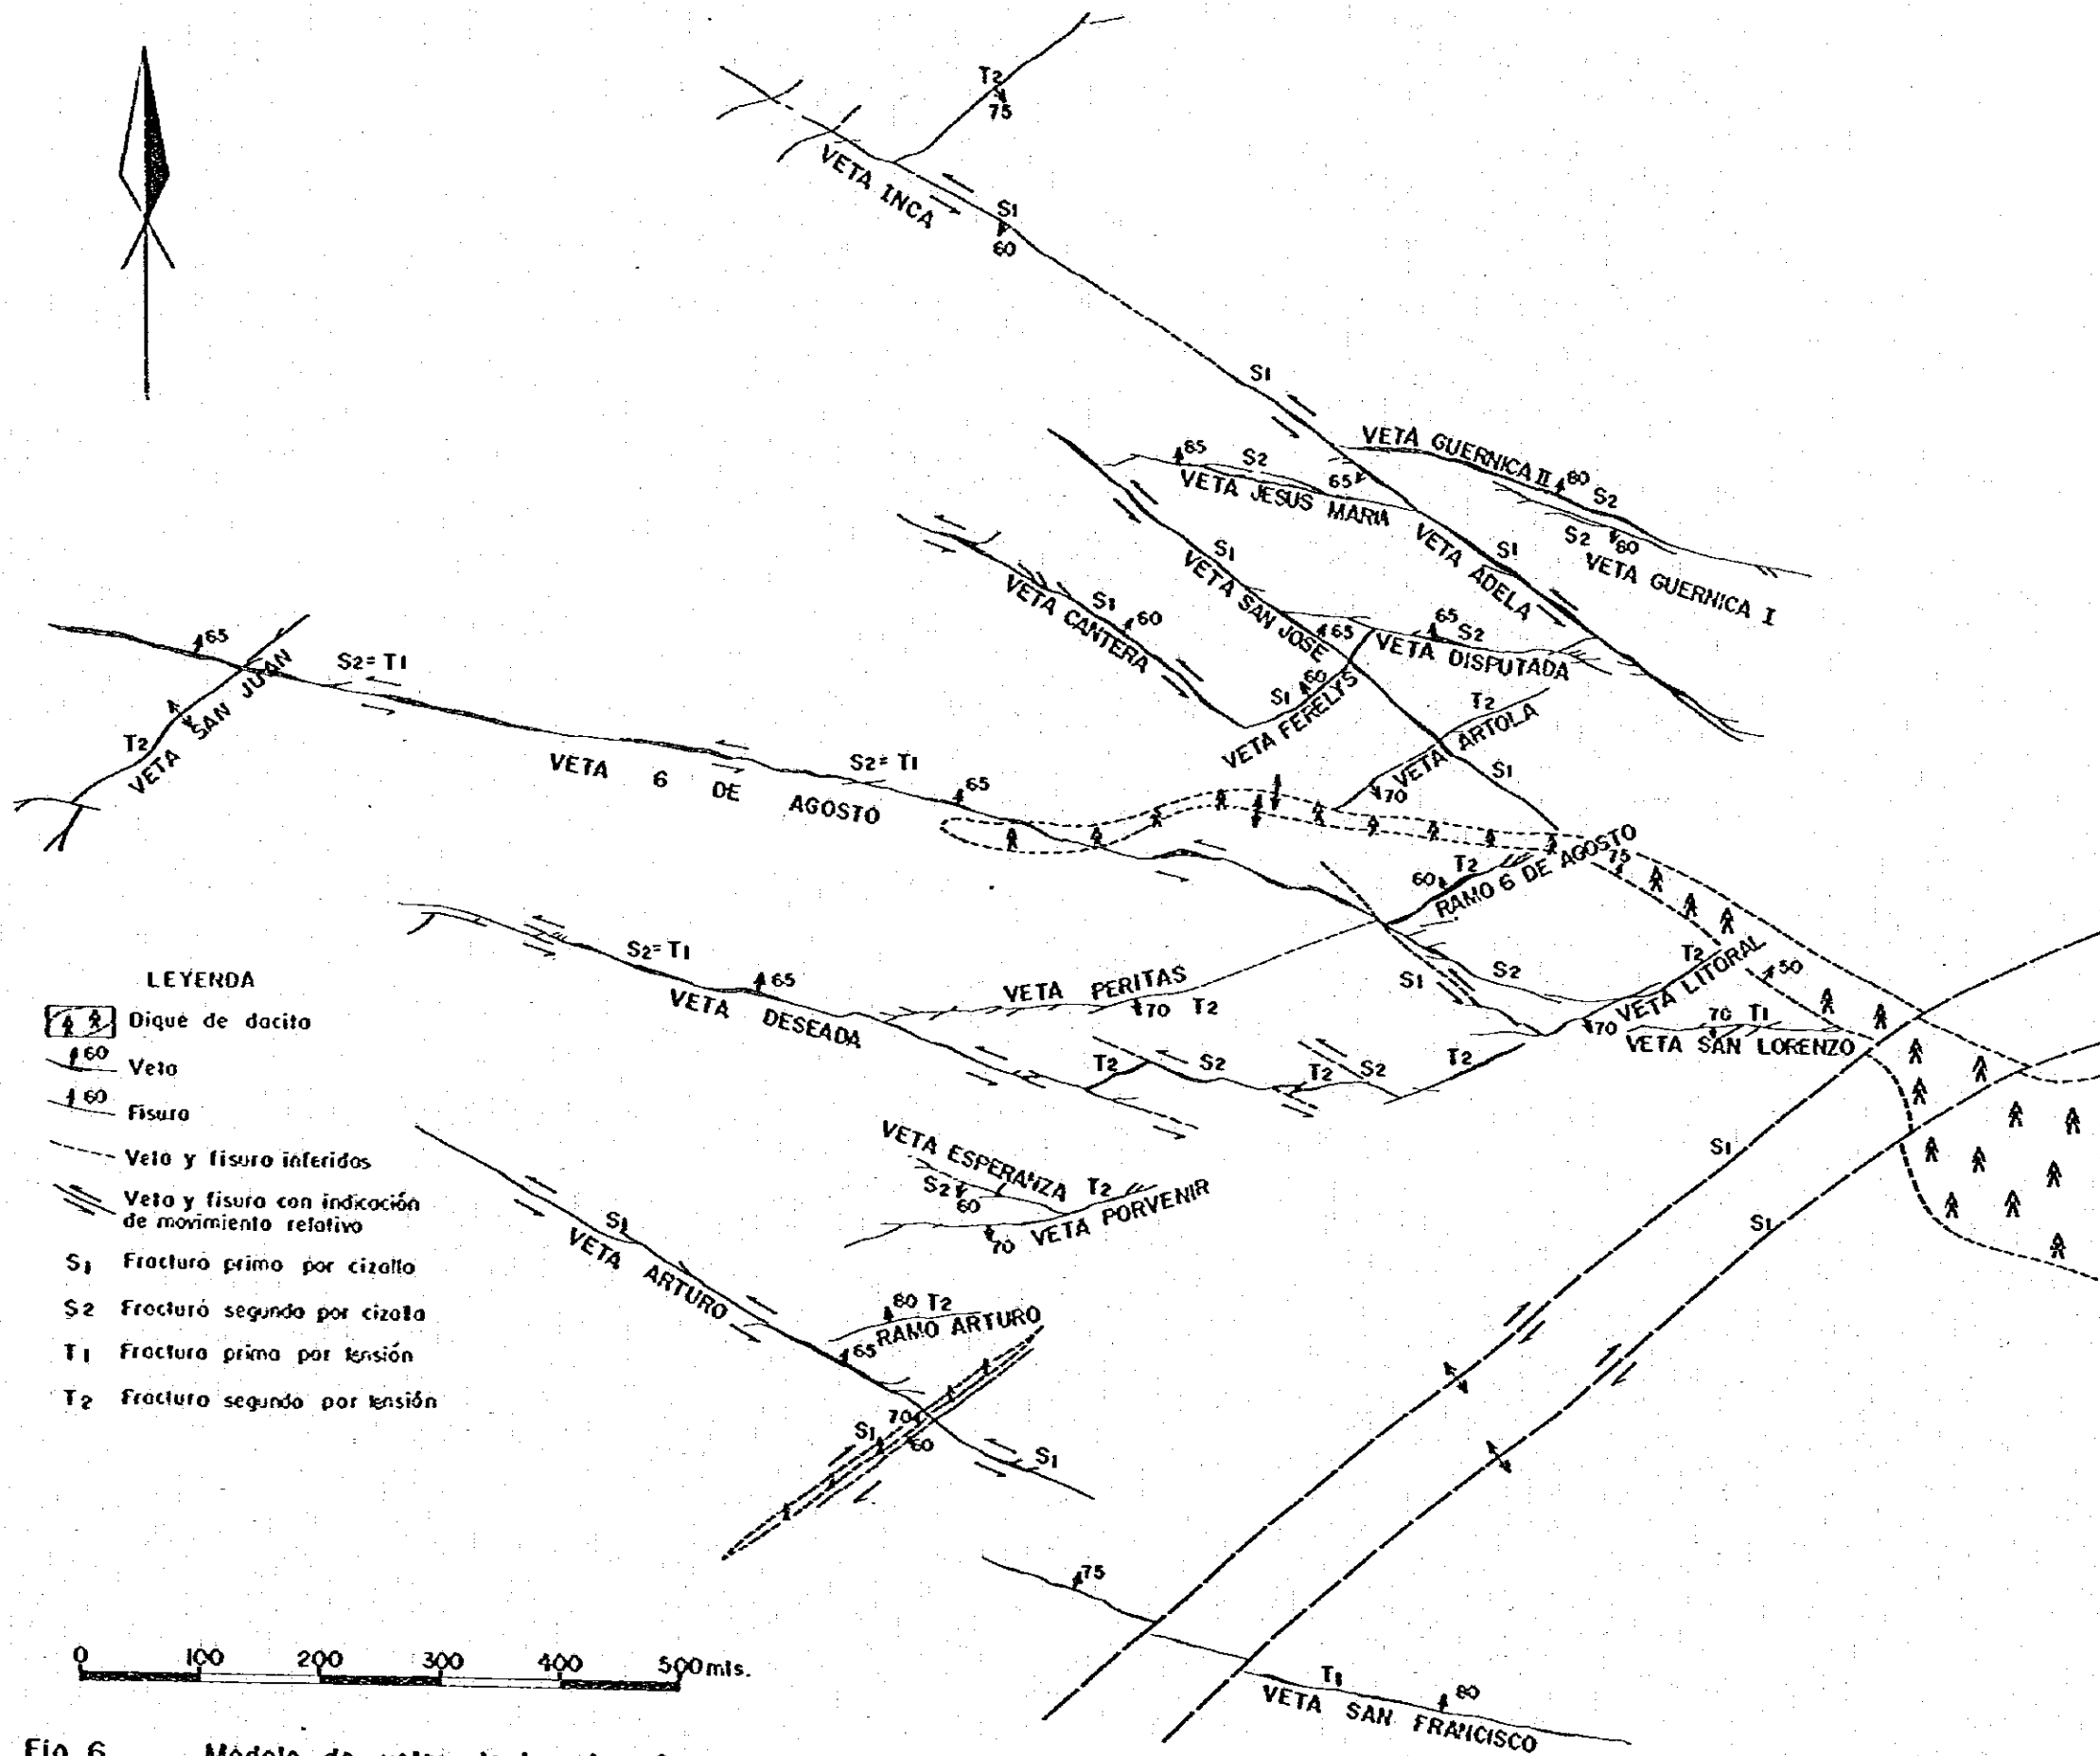 T2
75
VETA INCA
S1
60
S1
VETA GUERNICA II
80
S2
65
S2
VETA JESUS MARIA
65
S2
60
VETA GUERNICA I
S1
VETA ADELA
S1
VETA SAN JOSE
65
S1
60
VETA CANTERA
65
S2
VETA DISPUTADA
S1
60
VETA FERELYS
T2
VETA ARTOLA
70
S1
65
S2=T1
T2
VETA SAN JUAN
VETA 6 DE AGOSTO
S2=T1
65
60
T2
RAMO 6 DE AGOSTO
75
S2=T1
65
VETA DESEADA
VETA PERITAS
70 T2
S1
S2
T2
VETA LITORAL
50
70
70 T1
VETA SAN LORENZO
T2
S2
T2
S2
T2
LEYENDA
Dique de dacita
60
Veta
60
Fisura
Veta y fisura inferidas
Veta y fisura con indicación
de movimiento relativo
S1 Fractura prima por cizalla
S2 Fractura segunda por cizalla
T1 Fractura prima por tensión
T2 Fractura segunda por tensión
VETA ESPERANZA
S2
60
T2
70
VETA PORVENIR
S1
VETA ARTURO
80 T2
RAMO ARTURO
65
70
S1
60
S1
S1
S1
75
T1
80
VETA SAN FRANCISCO
0 100 200 300 400 500 mts.
Fig 6 Modelo de